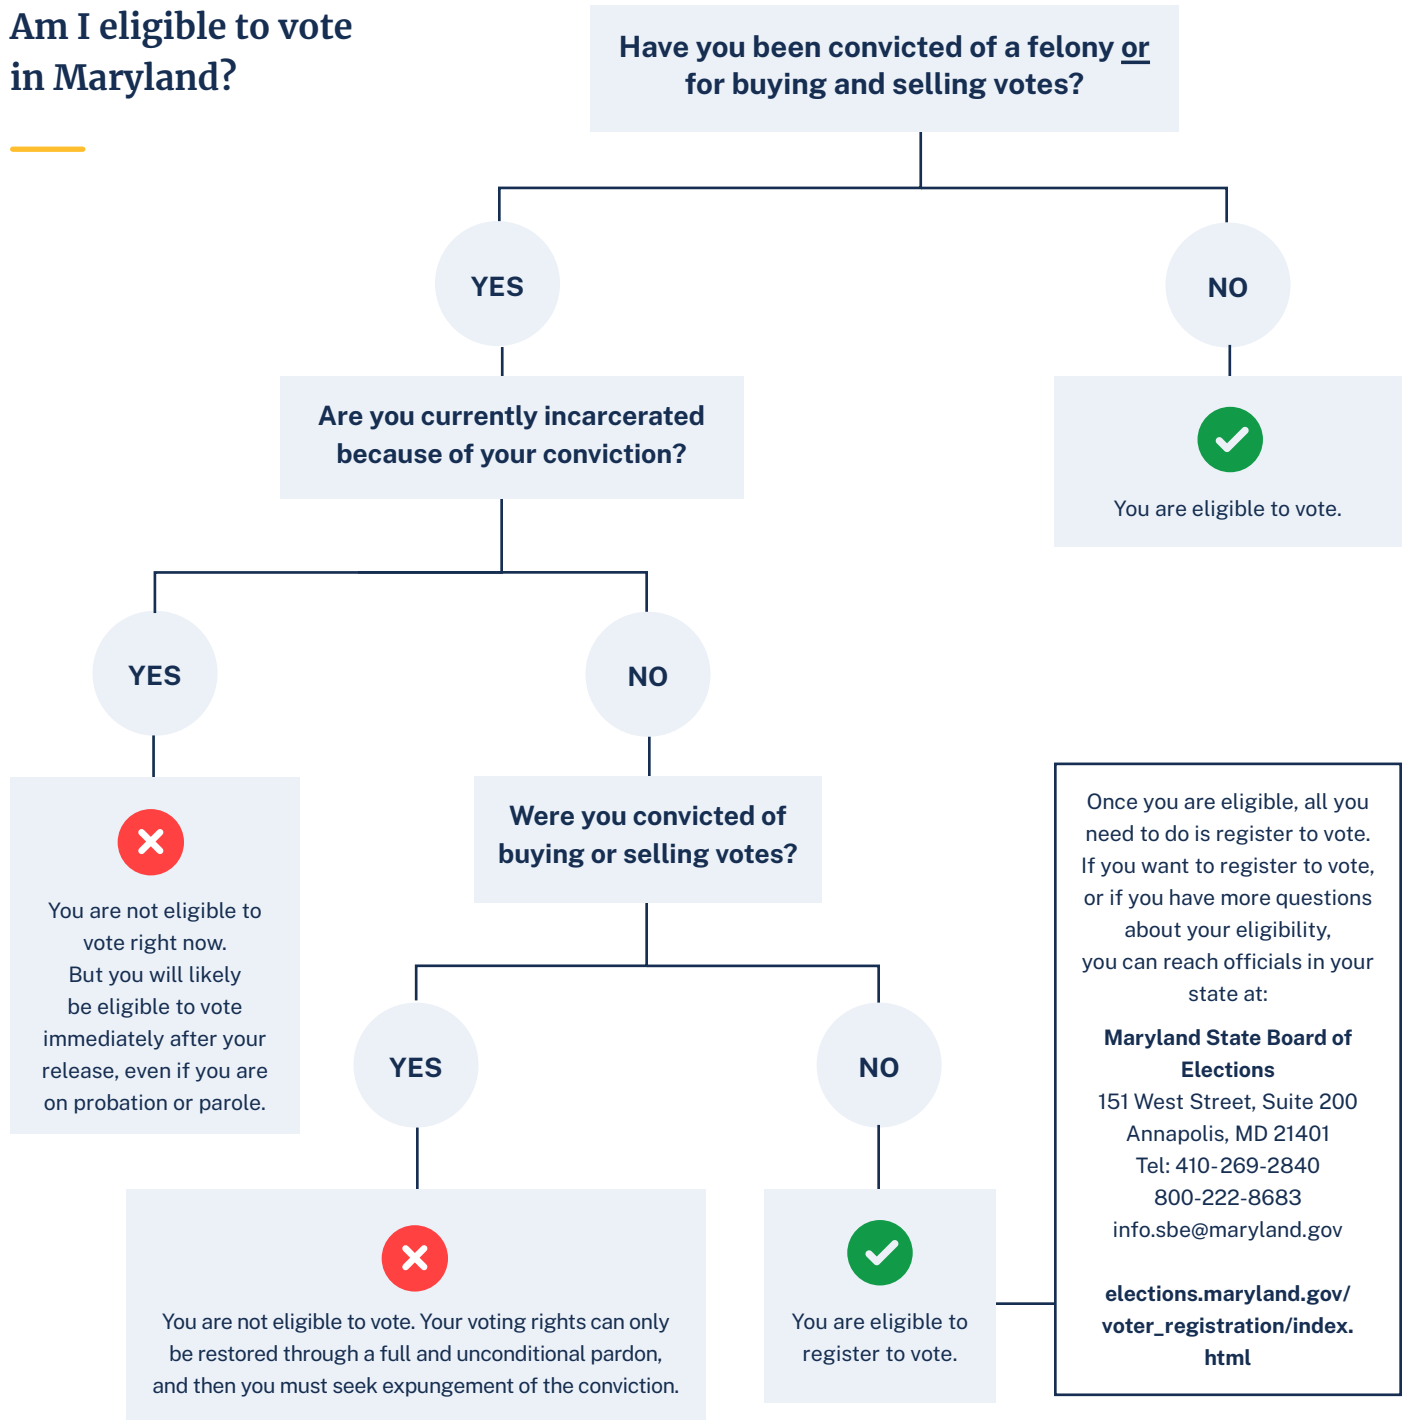 Am I eligible to vote
in Maryland?
Have you been convicted of a felony or
for buying and selling votes?
YES
NO
Are you currently incarcerated
because of your conviction?
You are eligible to vote.
YES
NO
You are not eligible to
vote right now.
But you will likely
be eligible to vote
immediately after your
release, even if you are
on probation or parole.
Were you convicted of
buying or selling votes?
YES
NO
You are not eligible to vote. Your voting rights can only
be restored through a full and unconditional pardon,
and then you must seek expungement of the conviction.
You are eligible to
register to vote.
Once you are eligible, all you
need to do is register to vote.
If you want to register to vote,
or if you have more questions
about your eligibility,
you can reach officials in your
state at:
Maryland State Board of
Elections
151 West Street, Suite 200
Annapolis, MD 21401
Tel: 410-269-2840
800-222-8683
info.sbe@maryland.gov
elections.maryland.gov/
voter_registration/index.
html